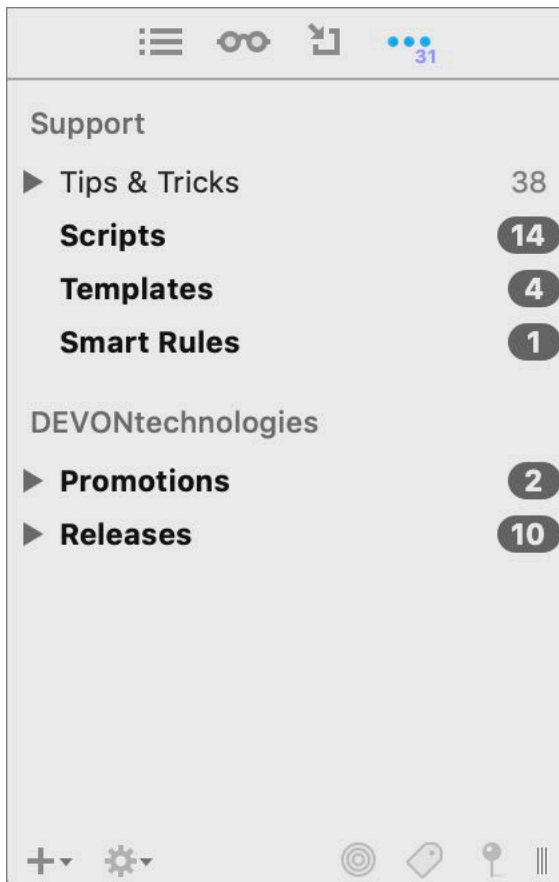 31
Support
Tips & Tricks 38
Scripts 14
Templates 4
Smart Rules 1
DEVONtechnologies
Promotions 2
Releases 10